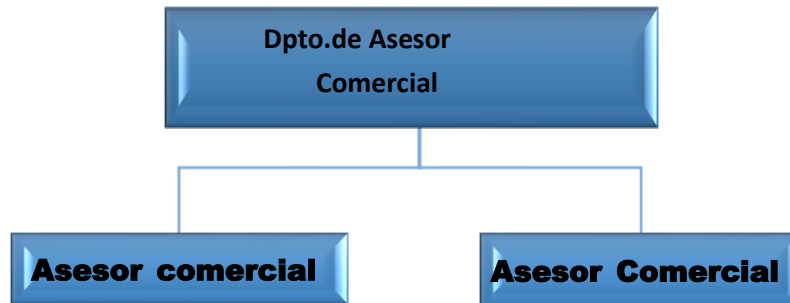 Dpto.de Asesor
Comercial
Asesor comercial
Asesor Comercial